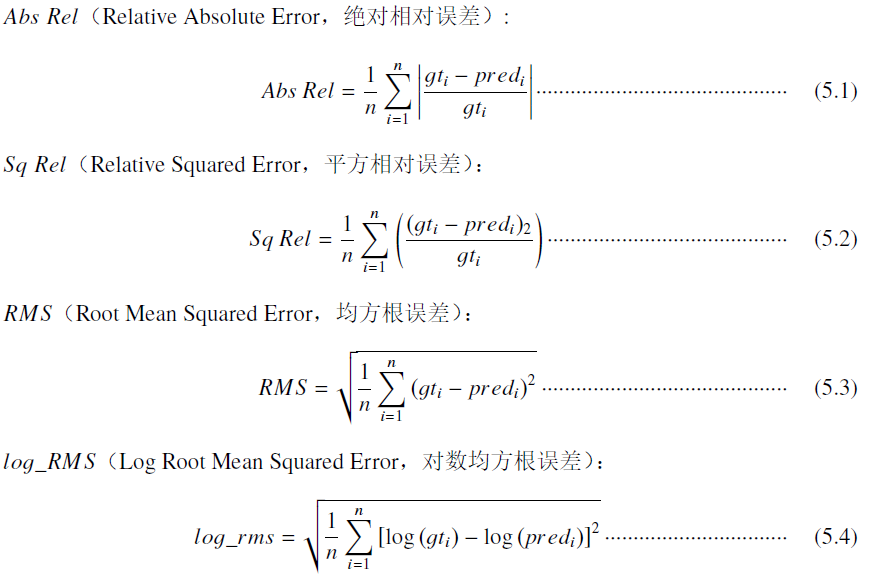 Abs Rel（Relative Absolute Error，绝对相对误差）:
Abs Rel = \frac{1}{n} \sum_{i=1}^{n} \left| \frac{gt_i - pred_i}{gt_i} \right| ·········································· (5.1)
Sq Rel（Relative Squared Error，平方相对误差）：
Sq Rel = \frac{1}{n} \sum_{i=1}^{n} \left( \frac{(gt_i - pred_i)_2}{gt_i} \right) ········································ (5.2)
RMS（Root Mean Squared Error，均方根误差）：
RMS = \sqrt{\frac{1}{n} \sum_{i=1}^{n} (gt_i - pred_i)^2} ········································· (5.3)
log_RMS（Log Root Mean Squared Error，对数均方根误差）：
log_rms = \sqrt{\frac{1}{n} \sum_{i=1}^{n} [\log (gt_i) - \log (pred_i)]^2} ······························ (5.4)